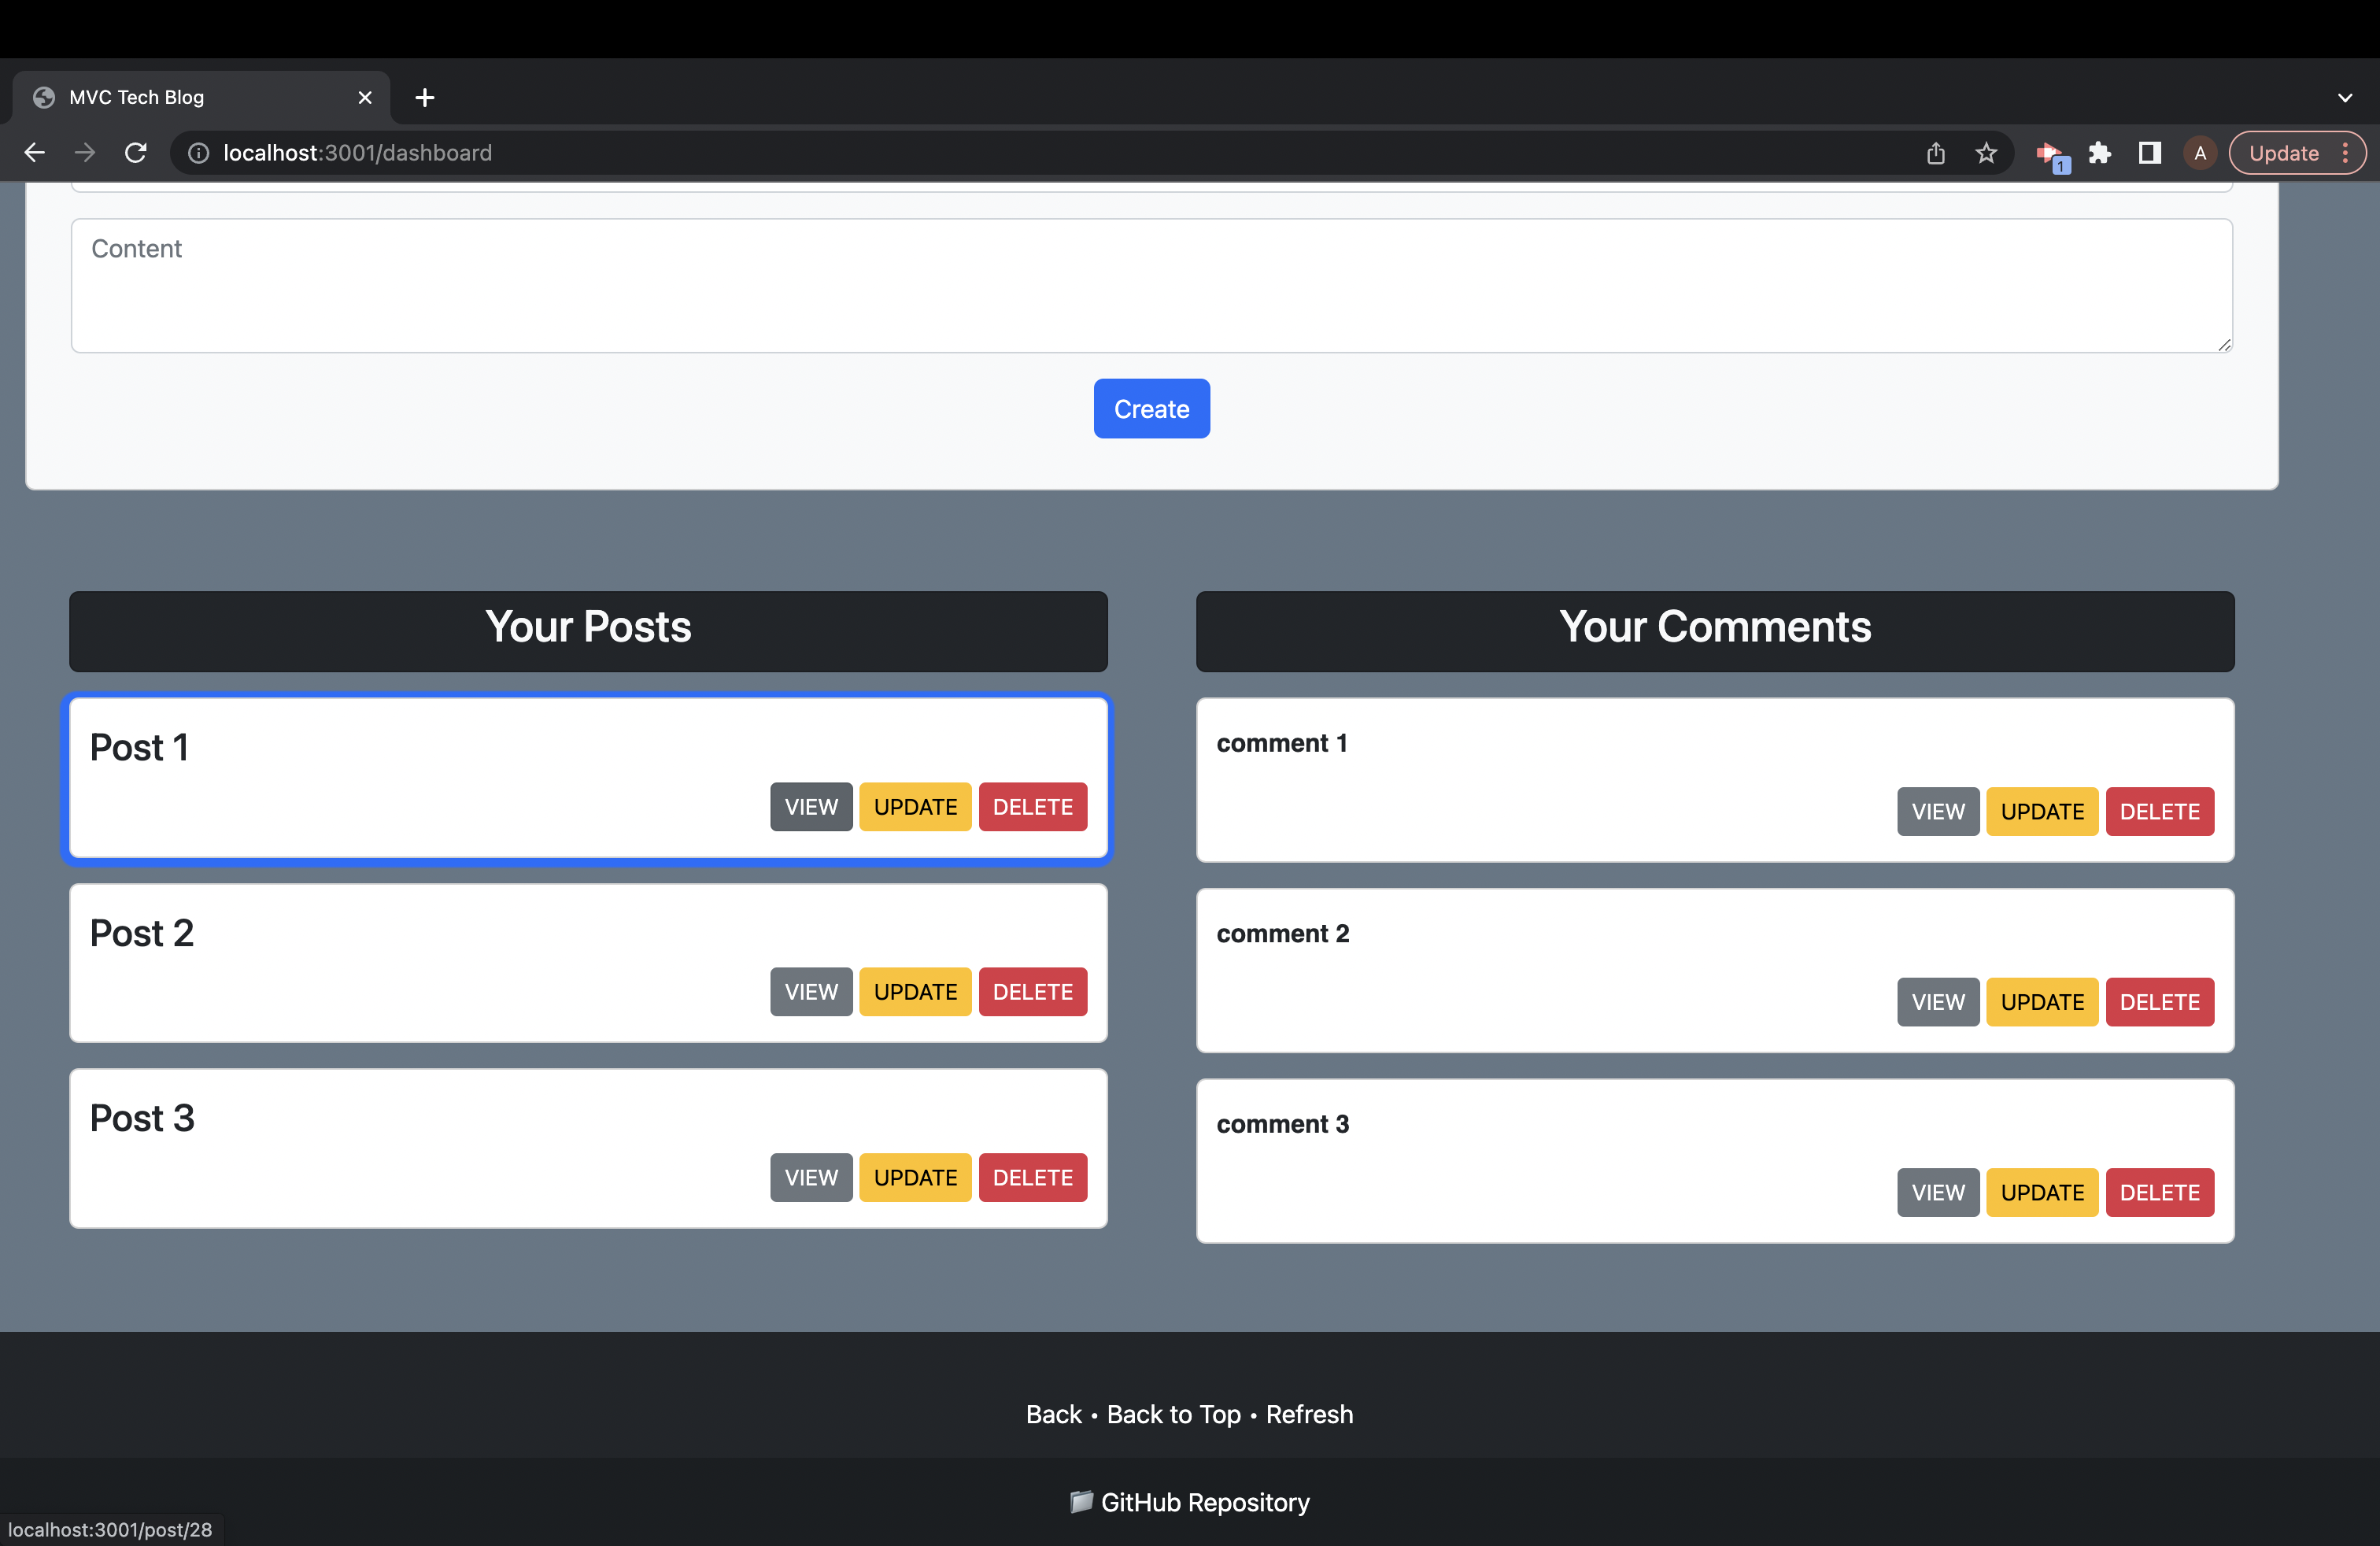 MVC Tech Blog
localhost:3001/dashboard
1
A
Update
Content
Create
Your Posts
Post 1
VIEW UPDATE DELETE
Post 2
VIEW UPDATE DELETE
Post 3
VIEW UPDATE DELETE
Your Comments
comment 1
VIEW UPDATE DELETE
comment 2
VIEW UPDATE DELETE
comment 3
VIEW UPDATE DELETE
Back • Back to Top • Refresh
GitHub Repository
localhost:3001/post/28